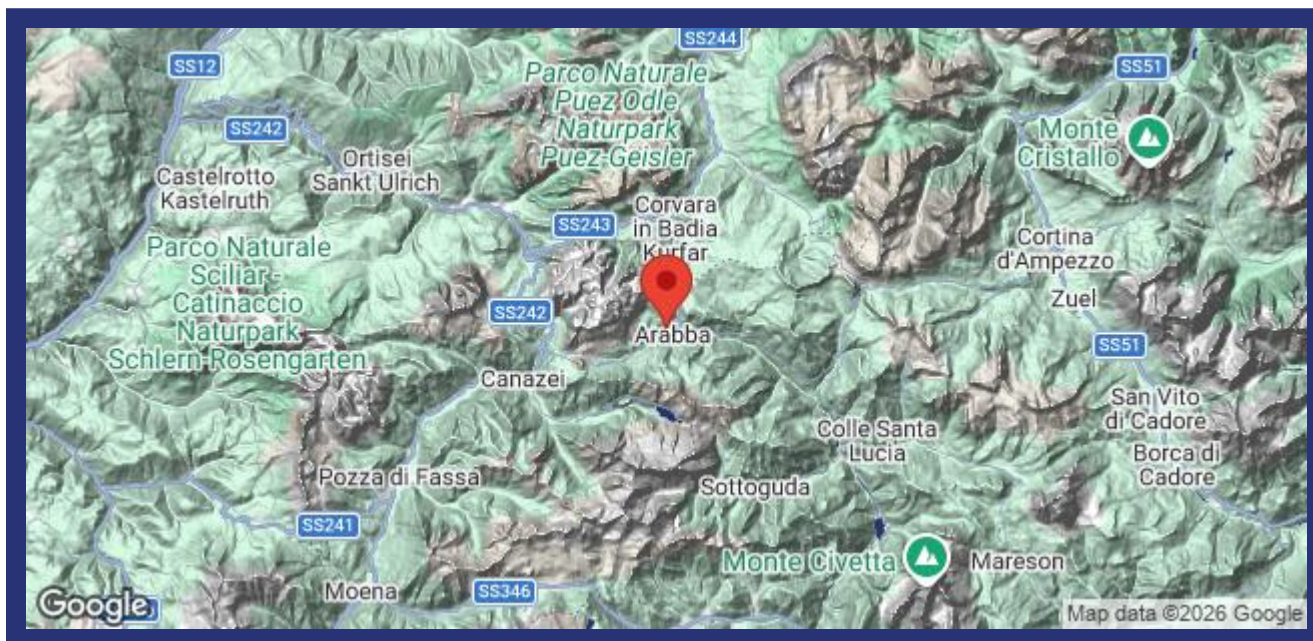 SS244
SS12
SS51
Parco Naturale
Puez Odle
Naturpark
Puez-Geisler
SS242
Monte
Cristallo
Ortisei
Sankt Ulrich
Castelrotto
Kastelruth
Corvara
in Badia
Kurfar
SS243
Parco Naturale
Sciliar -
Catinaccio
Naturpark
Schlern-Rosengarten
Cortina
d'Ampezzo
Zuel
SS242
Arabba
SS51
Canazei
San Vito
di Cadore
Colle Santa
Lucia
Borca di
Cadore
Pozza di Fassa
Sottoguda
SS241
Monte Civetta
Mareson
Moena
SS346
Google
Map data ©2026 Google